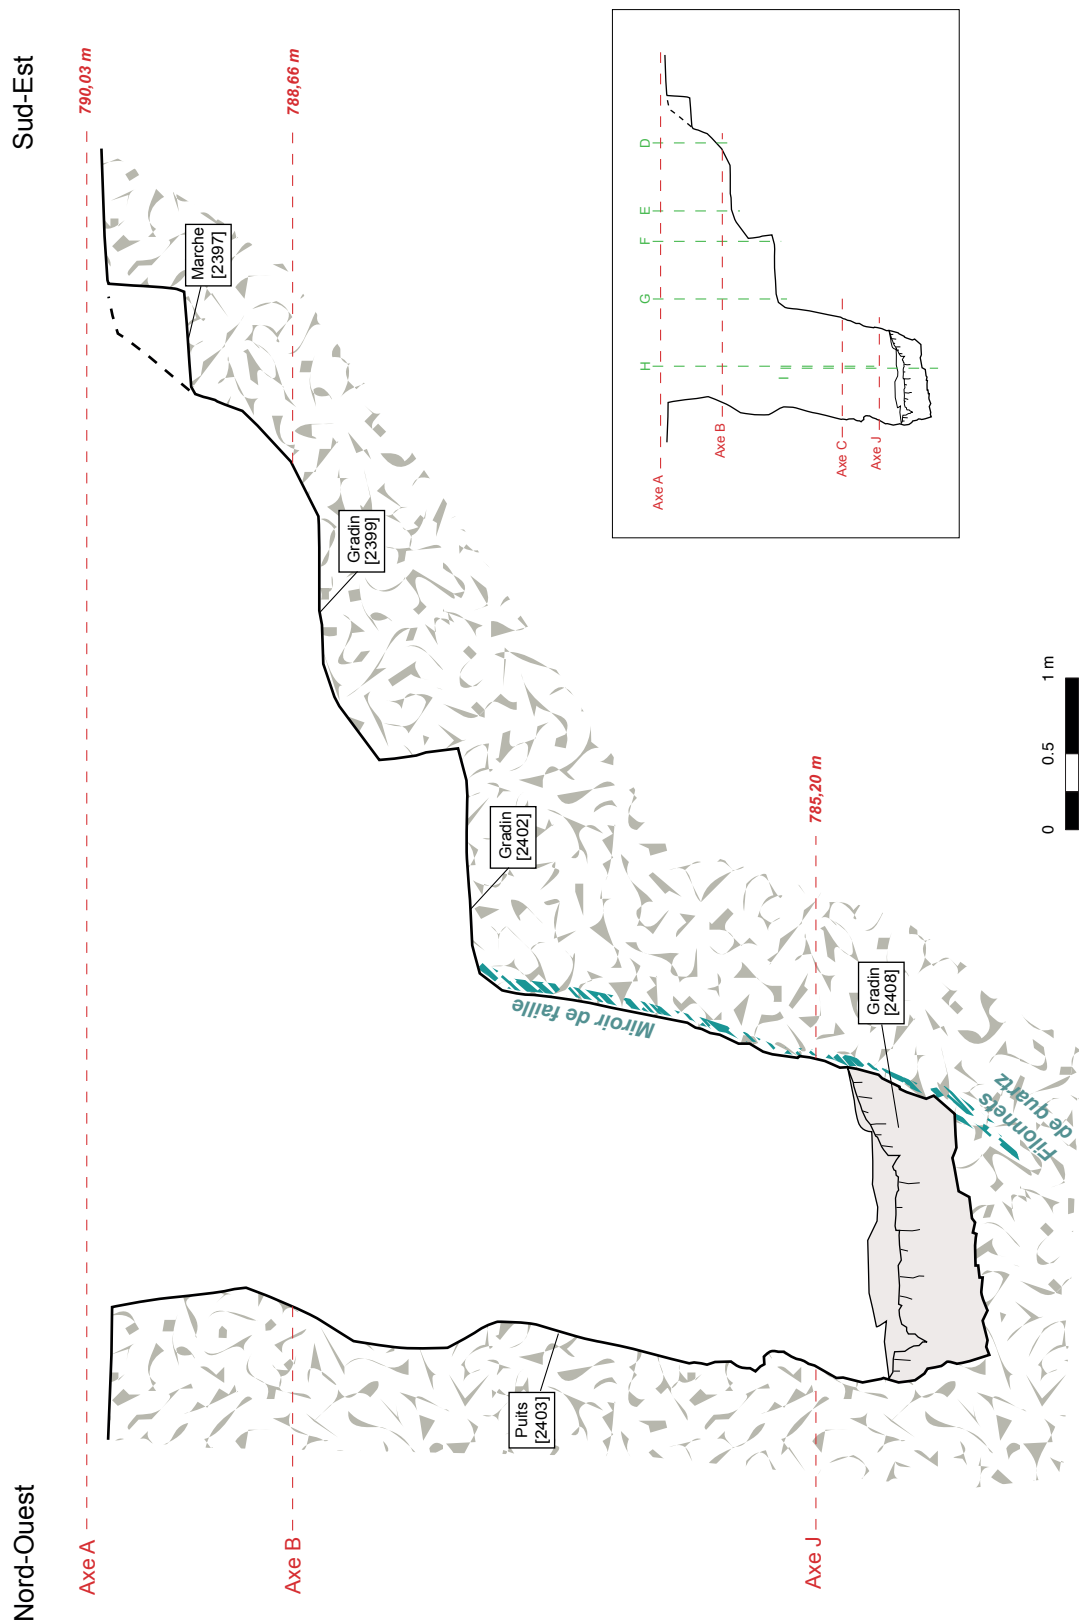 Nord-Ouest
Sud-Est
Axe A
790,03 m
Axe B
788,66 m
Axe J
785,20 m
Marche
[2397]
Gradin
[2399]
Gradin
[2402]
Gradin
[2408]
Puits
[2403]
Miroir de faille
Filonnets
de quartz
0
0.5
1 m
Axe A
Axe B
Axe C
Axe J
I
H
G
F
E
D